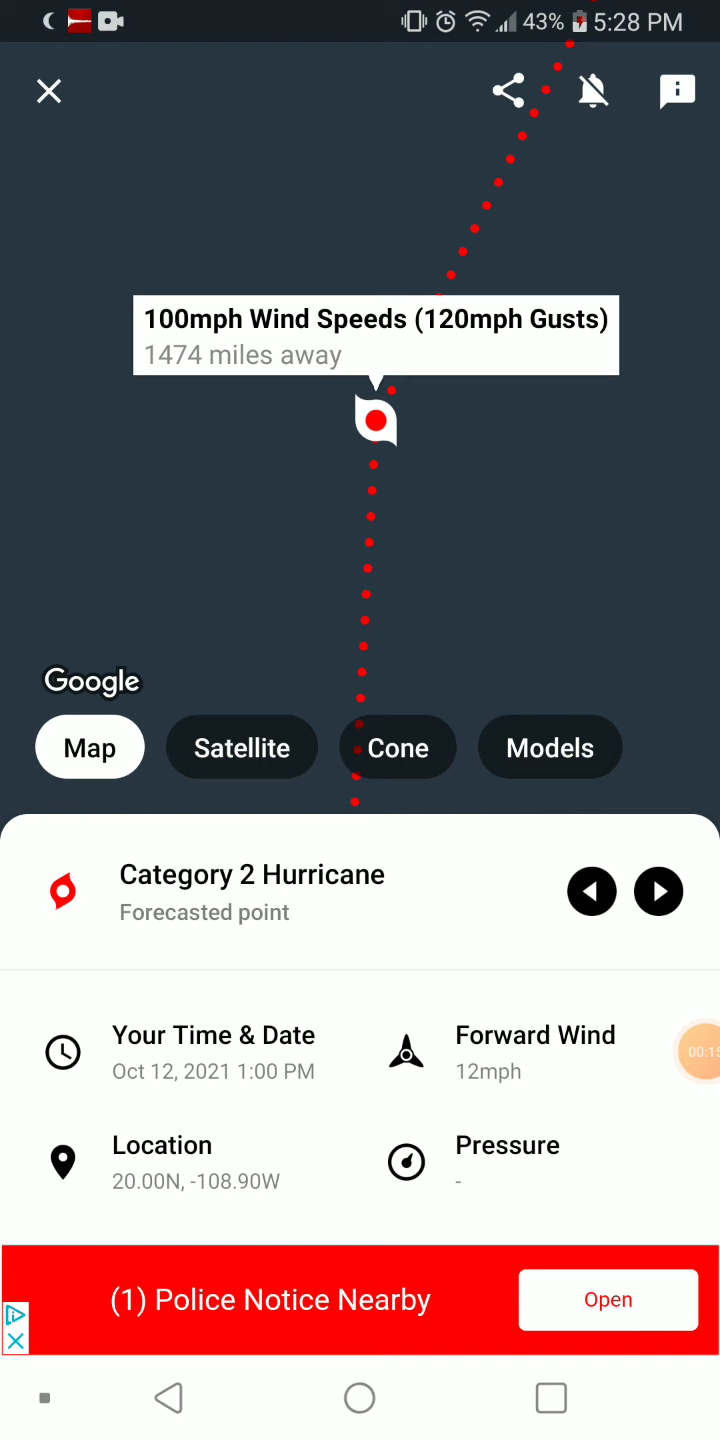 43% 5:28 PM
100mph Wind Speeds (120mph Gusts)
1474 miles away
Google
Map Satellite Cone Models
Category 2 Hurricane
Forecasted point
Your Time & Date
Oct 12, 2021 1:00 PM
Forward Wind
12mph
00:15
Location
20.00N, -108.90W
Pressure
-
(1) Police Notice Nearby
Open